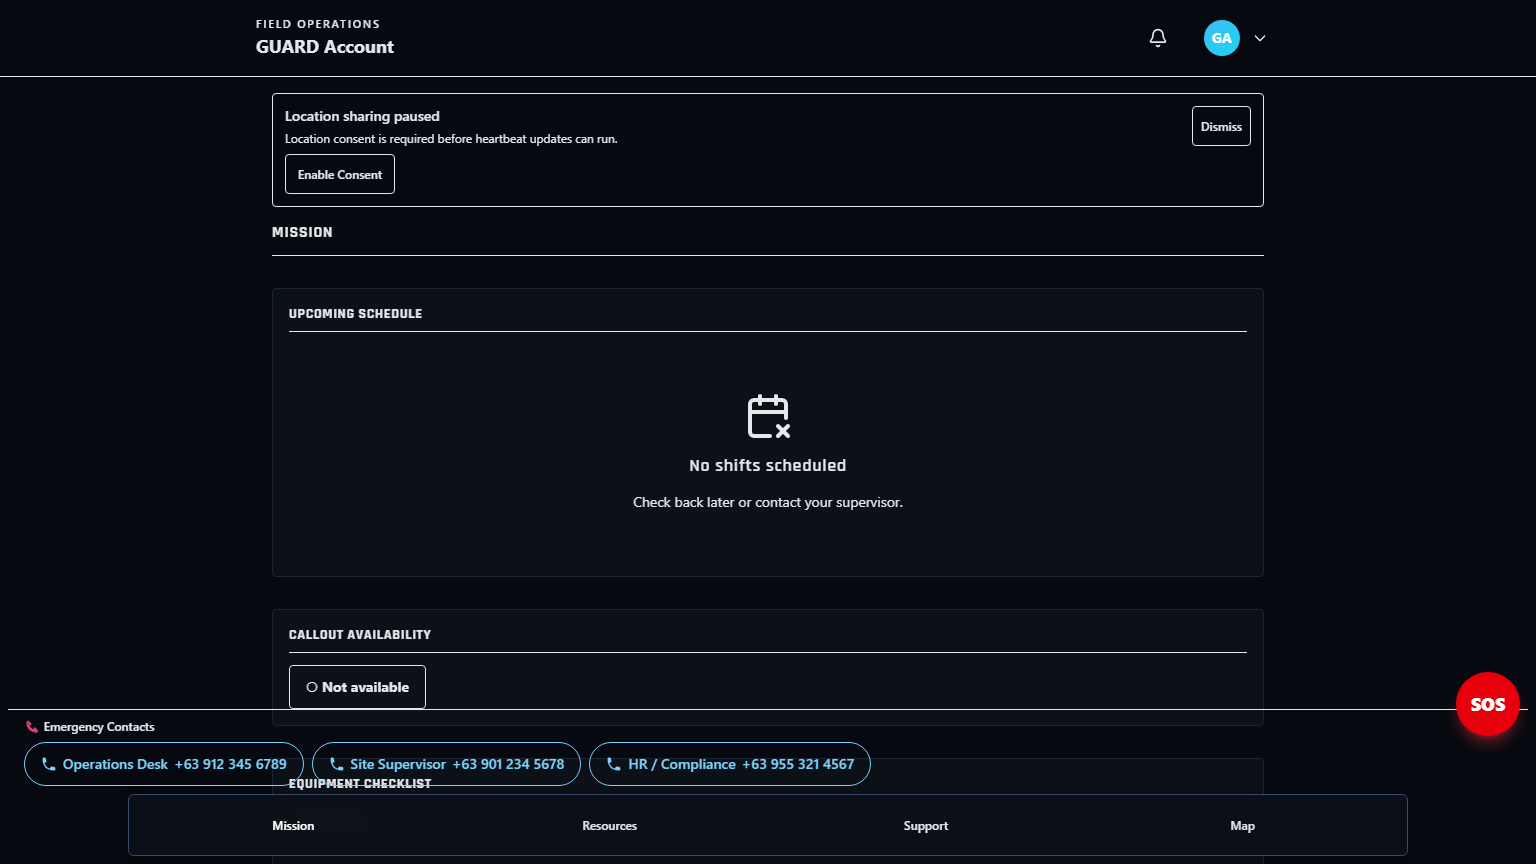 FIELD OPERATIONS
GUARD Account
GA
Location sharing paused
Location consent is required before heartbeat updates can run.
Dismiss
Enable Consent
MISSION
UPCOMING SCHEDULE
No shifts scheduled
Check back later or contact your supervisor.
CALLOUT AVAILABILITY
Not available
SOS
Emergency Contacts
Operations Desk +63 912 345 6789
Site Supervisor +63 901 234 5678
HR / Compliance +63 955 321 4567
EQUIPMENT CHECKLIST
Mission
Resources
Support
Map